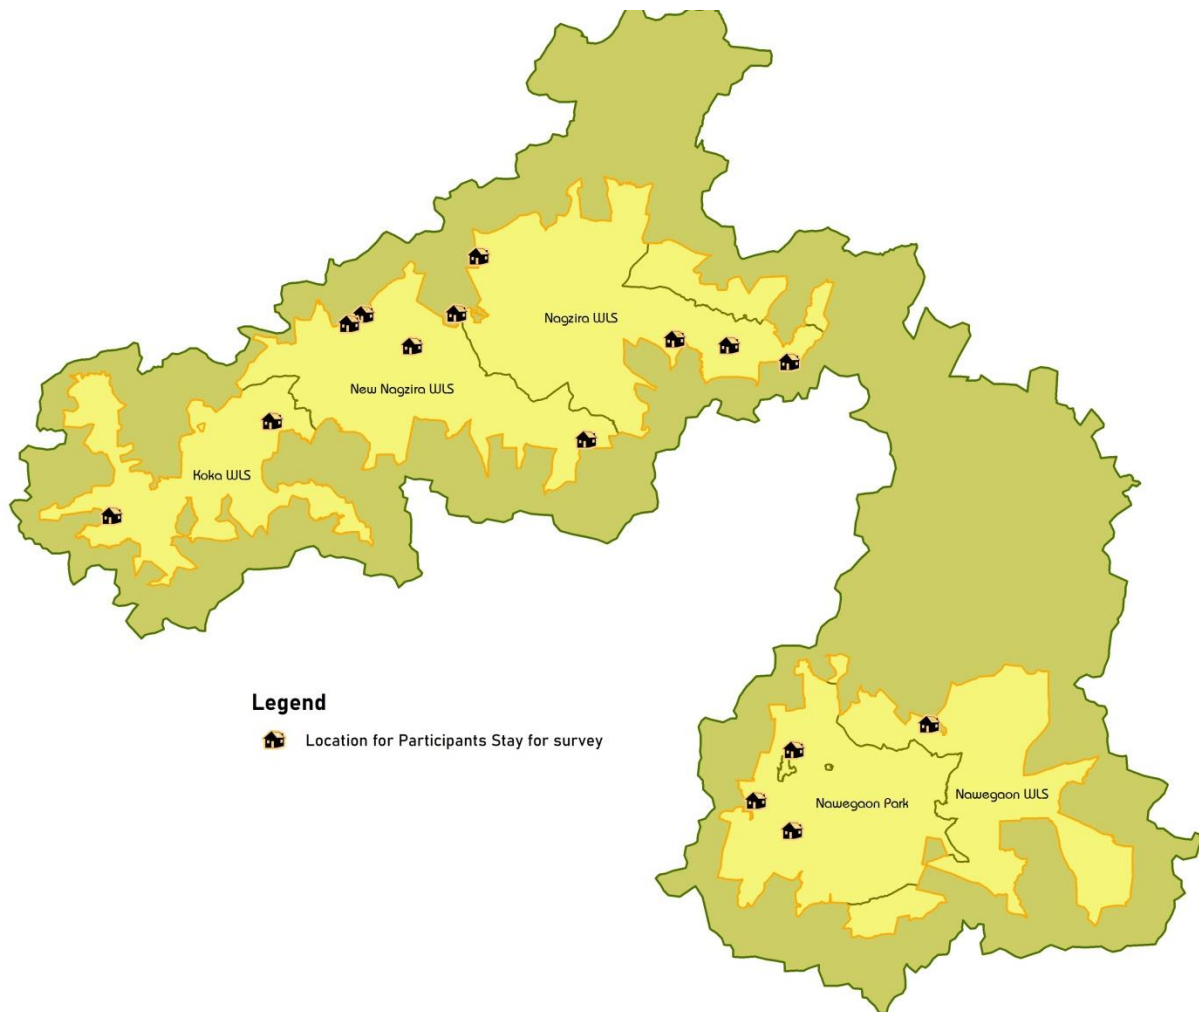 Nagzira WLS
New Nagzira WLS
Koka WLS
Legend
Location for Participants Stay for survey
Nawegaon WLS
Nawegaon Park